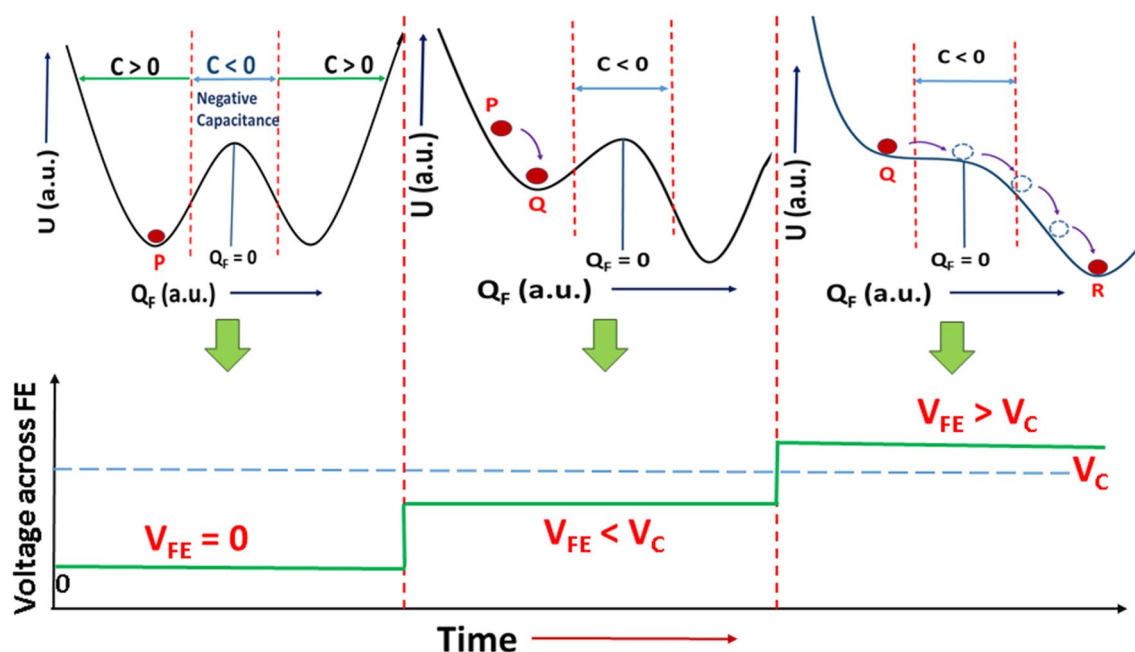 C > 0
C < 0
C > 0
Negative
Capacitance
U (a.u.)
P
Q_F = 0
Q_F (a.u.)
C < 0
P
Q
U (a.u.)
Q_F = 0
Q_F (a.u.)
C < 0
Q
U (a.u.)
Q_F = 0
R
Q_F (a.u.)
Voltage across FE
V_FE = 0
0
V_FE < V_C
V_FE > V_C
V_C
Time